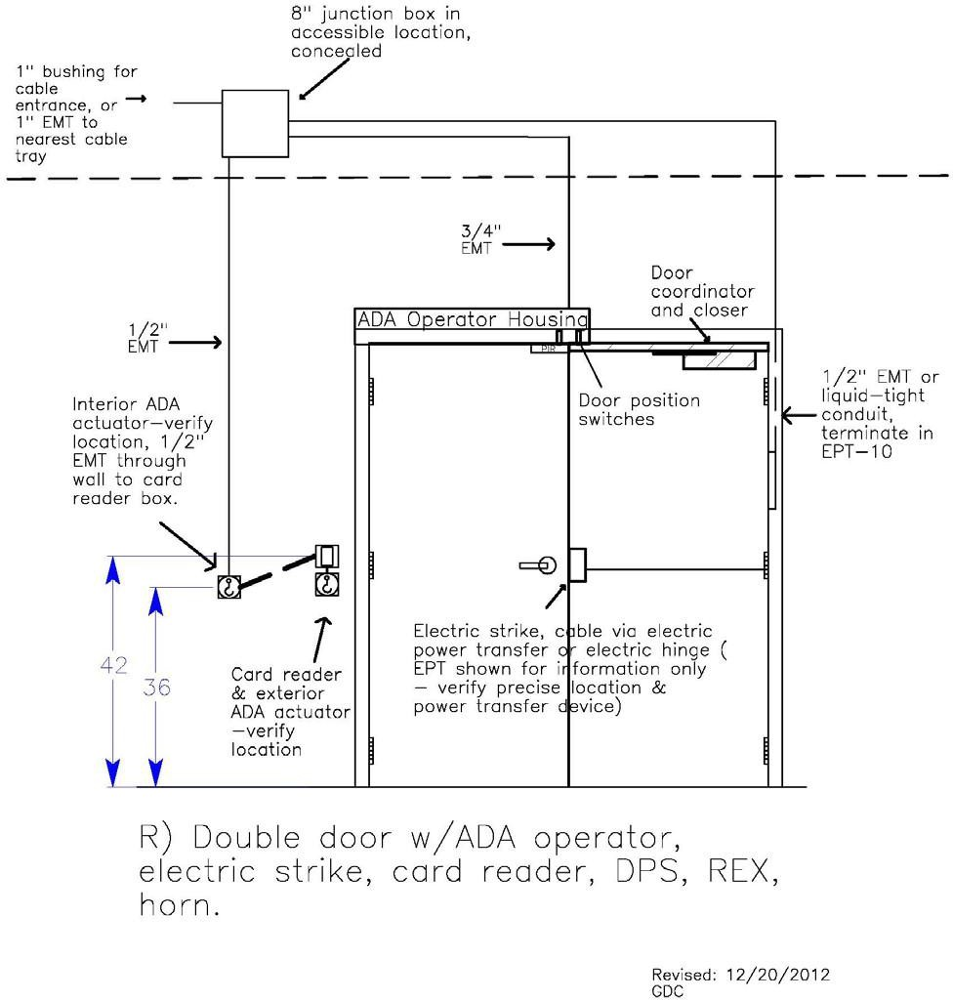 8" junction box in
accessible location,
concealed
1" bushing for
cable
entrance, or
1" EMT to
nearest cable
tray
3/4"
EMT
Door
coordinator
and closer
ADA Operator Housing
1/2"
EMT
PIR
Door position
switches
1/2" EMT or
liquid-tight
conduit,
terminate in
EPT-10
Interior ADA
actuator-verify
location, 1/2"
EMT through
wall to card
reader box.
Electric strike, cable via electric
power transfer or electric hinge (
EPT shown for information only
- verify precise location &
power transfer device)
42
36
Card reader
& exterior
ADA actuator
-verify
location
R) Double door w/ADA operator,
electric strike, card reader, DPS, REX,
horn.
Revised: 12/20/2012
GDC